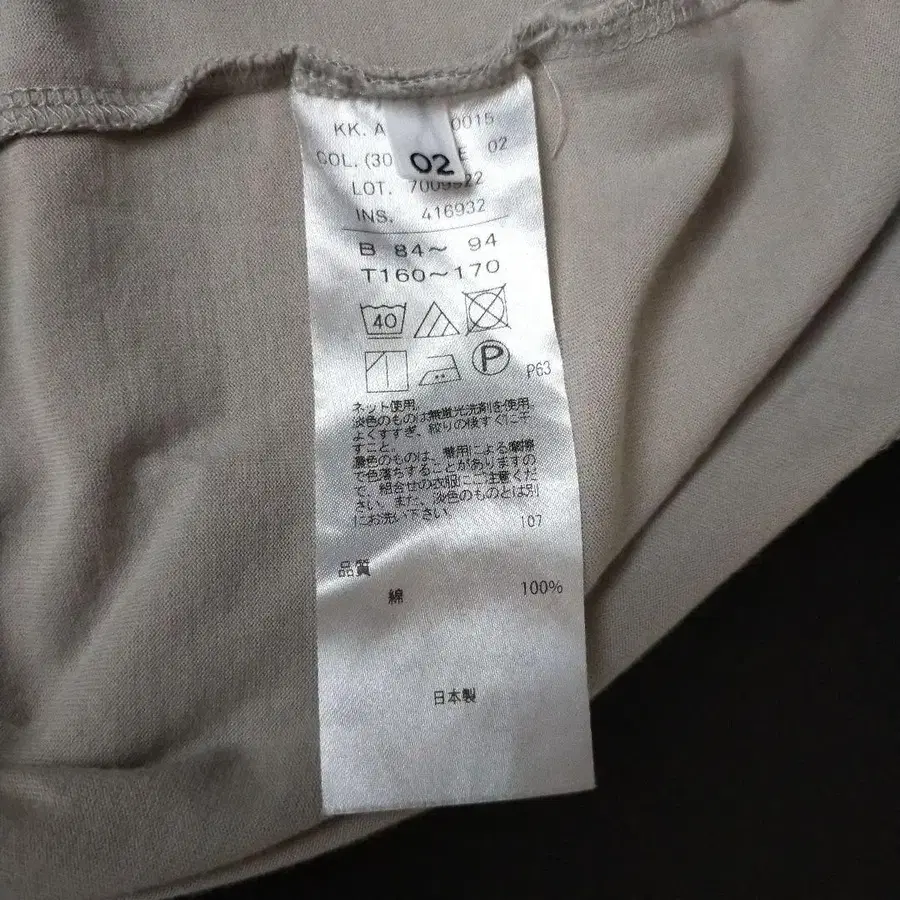 KK. A 0015
COL. (30 E 02
02
LOT. 7009922
INS. 416932
B 84〜 94
T160〜170
40
P
P63
ネット使用。
淡色のものは無蛍光洗剤を使用。
よくすすぎ、絞りの後すぐに干
すこと。
濃色のものは、着用による摩擦
で色落ちすることがありますの
で、組合せの衣服にご注意くだ
さい。また、淡色のものとは別
にお洗い下さい。
107
品質
綿 100%
日本製